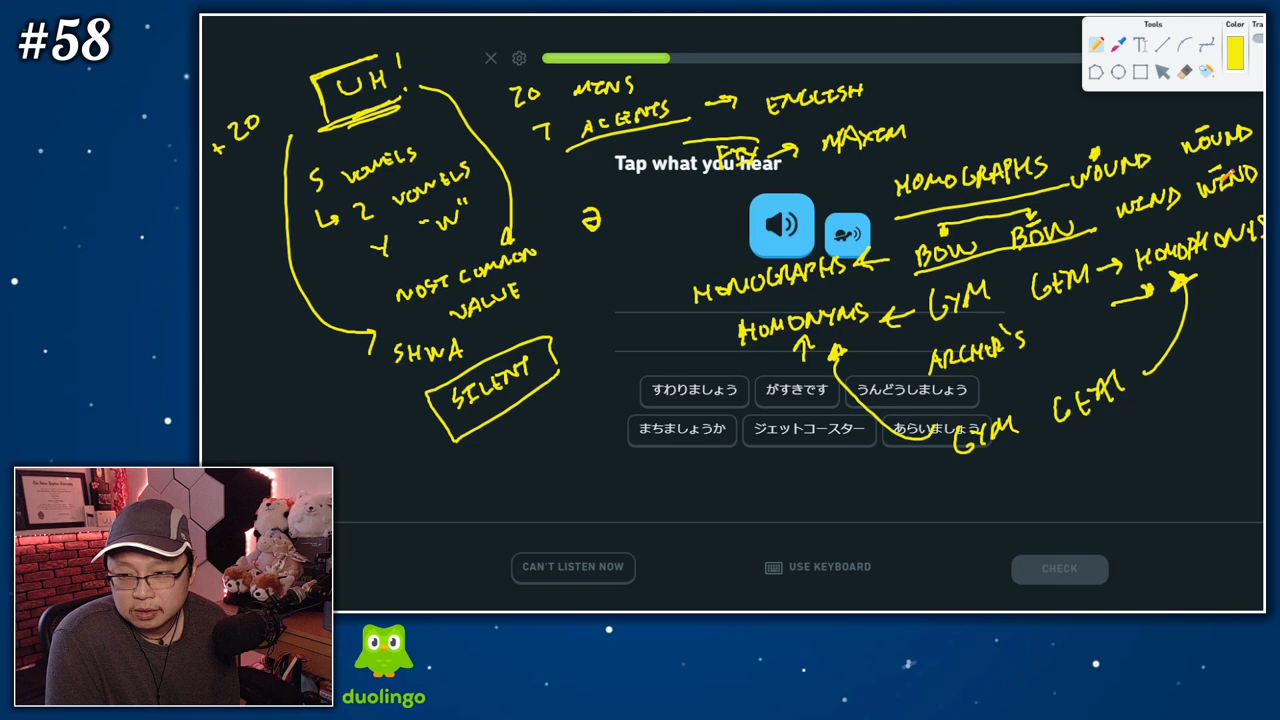 #58
UH!
+20
5 VOWELS
↳ 2 VOWELS
Y "W"
MOST COMMON
VALUE
SHWA
SILENT
20 MINS
7 ACCENTS → ENGLISH
→ MAXIM
Tap what you hear
ə
HOMOGRAPHS WOUND WOUND
BOW BOW WIND WIND
HOMOGRAPHS ←
HOMONYMS ← GYM GEM → HOMOPHONYS
ARCHER'S
GYM
すわりましょう がすきです うんどうしましょう
まちましょうか ジェットコースター あらいましょう
CAN'T LISTEN NOW USE KEYBOARD CHECK
Tools
Color
Tra
duolingo